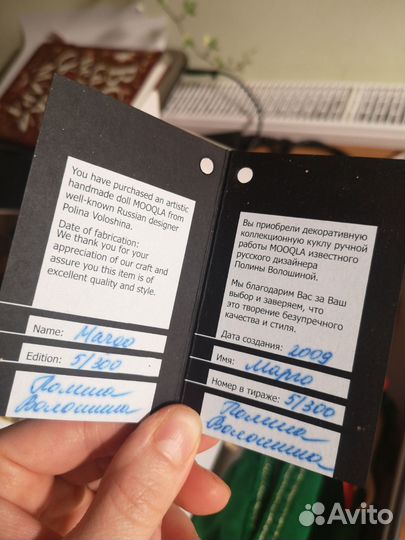 You have purchased an artistic
handmade doll MOOQLA from
well-known Russian designer
Polina Voloshina.
Date of fabrication:
We thank you for your
appreciation of our craft and
assure you this item is of
excellent quality and style.
Name: Margo
Edition: 5/300
Полина
Волошина
Вы приобрели декоративную
коллекционную куклу ручной
работы MOOQLA известного
русского дизайнера
Полины Волошиной.
Мы благодарим Вас за Ваш
выбор и заверяем, что
это творение безупречного
качества и стиля.
Дата создания: 2009
Имя: Марго
Номер в тираже: 5/300
Полина
Волошина
Avito